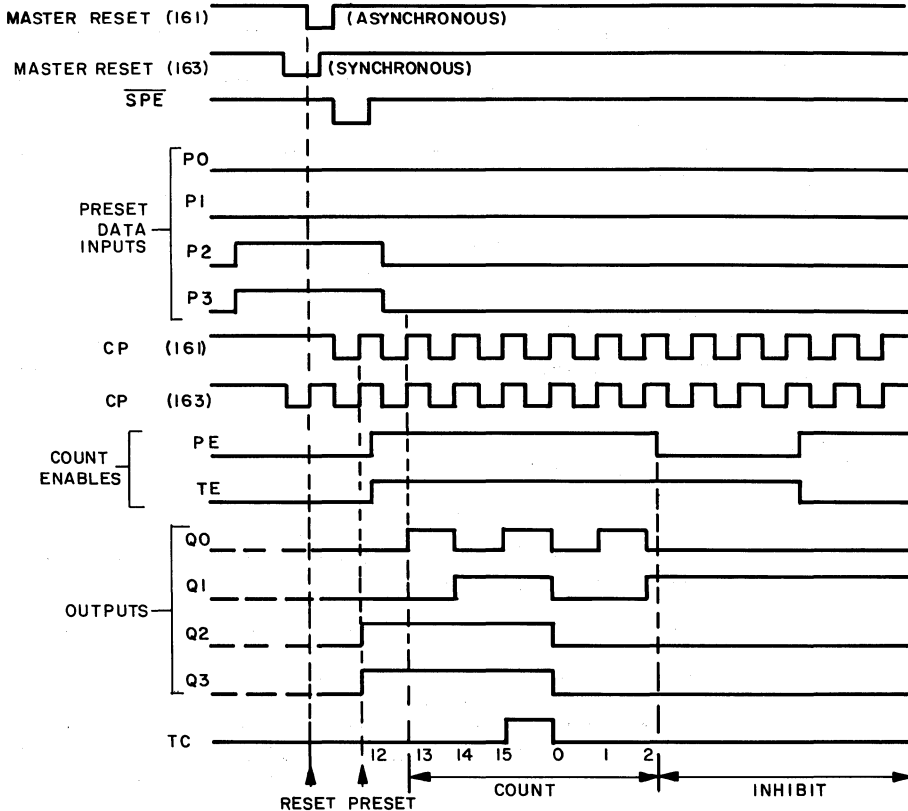 MASTER RESET (161) (ASYNCHRONOUS)
MASTER RESET (163) (SYNCHRONOUS)
SPE
PRESET
DATA
INPUTS
P0
P1
P2
P3
CP (161)
CP (163)
COUNT
ENABLES
PE
TE
OUTPUTS
Q0
Q1
Q2
Q3
TC
12 13 14 15 0 1 2
RESET PRESET COUNT INHIBIT